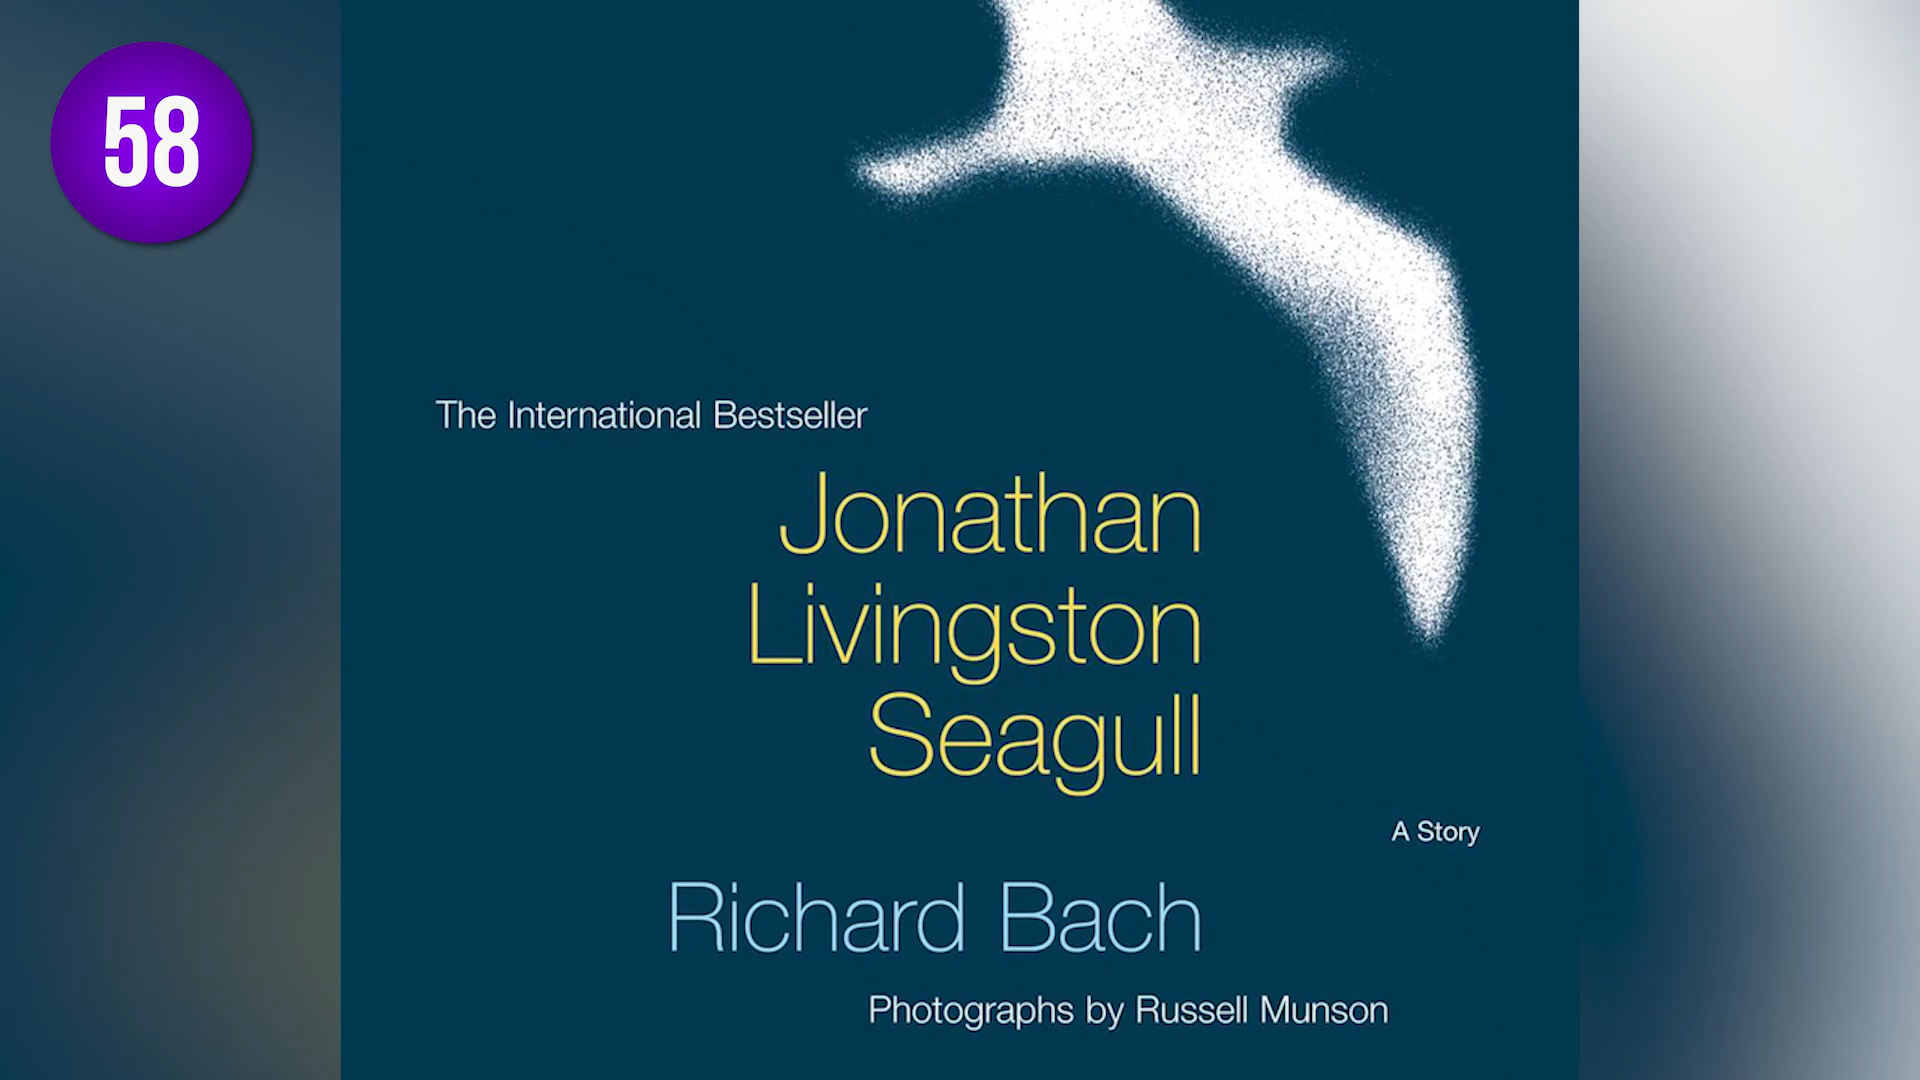 58
The International Bestseller
Jonathan
Livingston
Seagull
A Story
Richard Bach
Photographs by Russell Munson